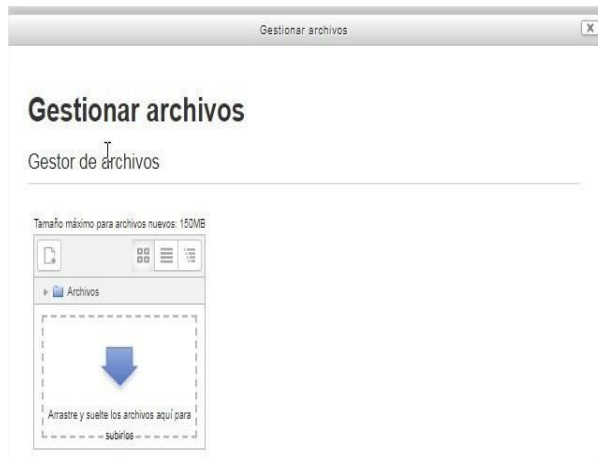 Gestionar archivos
X
Gestionar archivos
Gestor de archivos
Tamaño máximo para archivos nuevos: 150MB
Archivos
Arrastre y suelte los archivos aquí para
subirlos